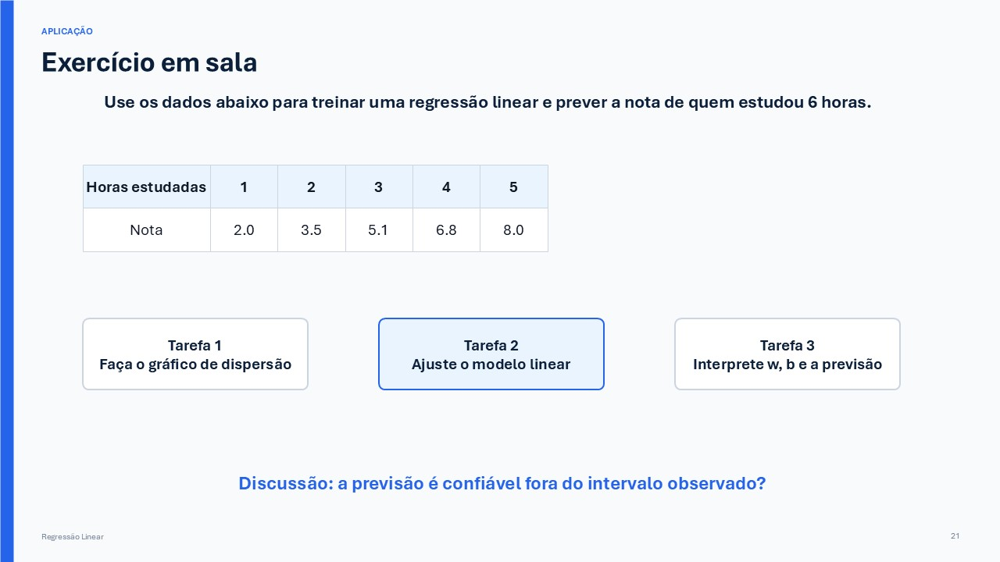 APLICAÇÃO
Exercício em sala
Use os dados abaixo para treinar uma regressão linear e prever a nota de quem estudou 6 horas.
Horas estudadas 1 2 3 4 5
Nota 2.0 3.5 5.1 6.8 8.0
Tarefa 1
Faça o gráfico de dispersão
Tarefa 2
Ajuste o modelo linear
Tarefa 3
Interprete w, b e a previsão
Discussão: a previsão é confiável fora do intervalo observado?
Regressão Linear
21